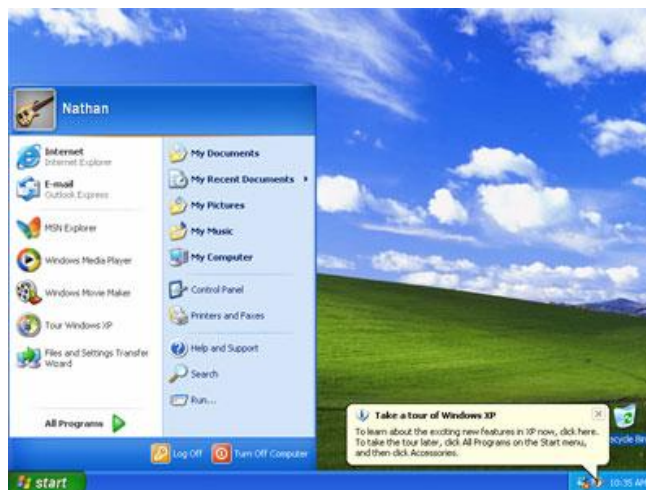 Nathan
Internet
Internet Explorer
E-mail
Outlook Express
MSN Explorer
Windows Media Player
Windows Movie Maker
Tour Windows XP
Files and Settings Transfer
Wizard
All Programs
My Documents
My Recent Documents
My Pictures
My Music
My Computer
Control Panel
Printers and Faxes
Help and Support
Search
Run...
Log Off
Turn Off Computer
Take a tour of Windows XP
To learn about the exciting new features in XP now, click here.
To take the tour later, click All Programs on the Start menu,
and then click Accessories.
Recycle Bin
start
10:35 AM